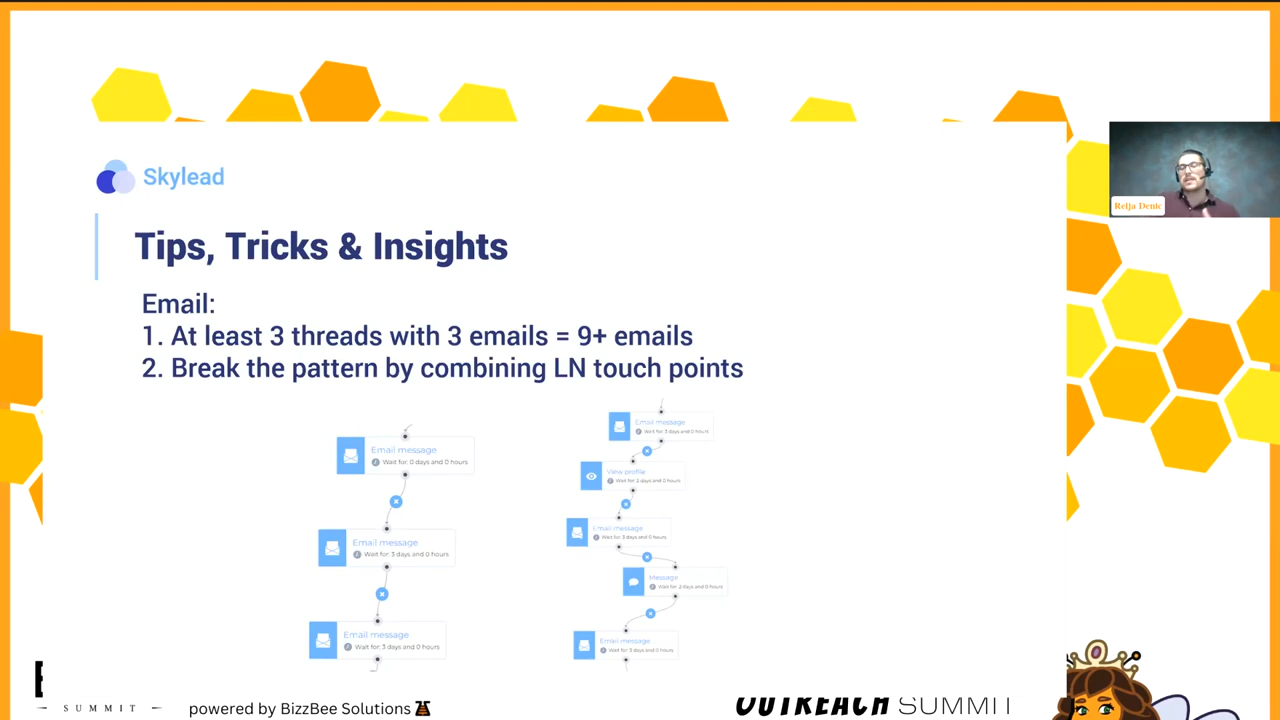 Skylead
Relja Denic
Tips, Tricks & Insights
Email:
1. At least 3 threads with 3 emails = 9+ emails
2. Break the pattern by combining LN touch points
Email message
Wait for: 0 days and 0 hours
Email message
Wait for: 3 days and 0 hours
Email message
Wait for: 3 days and 0 hours
Email message
Wait for: 3 days and 0 hours
View profile
Wait for: 2 days and 0 hours
Email message
Wait for: 3 days and 0 hours
Message
Wait for: 2 days and 0 hours
Email message
Wait for: 3 days and 0 hours
SUMMIT
powered by BizzBee Solutions
OUTREACH SUMMIT